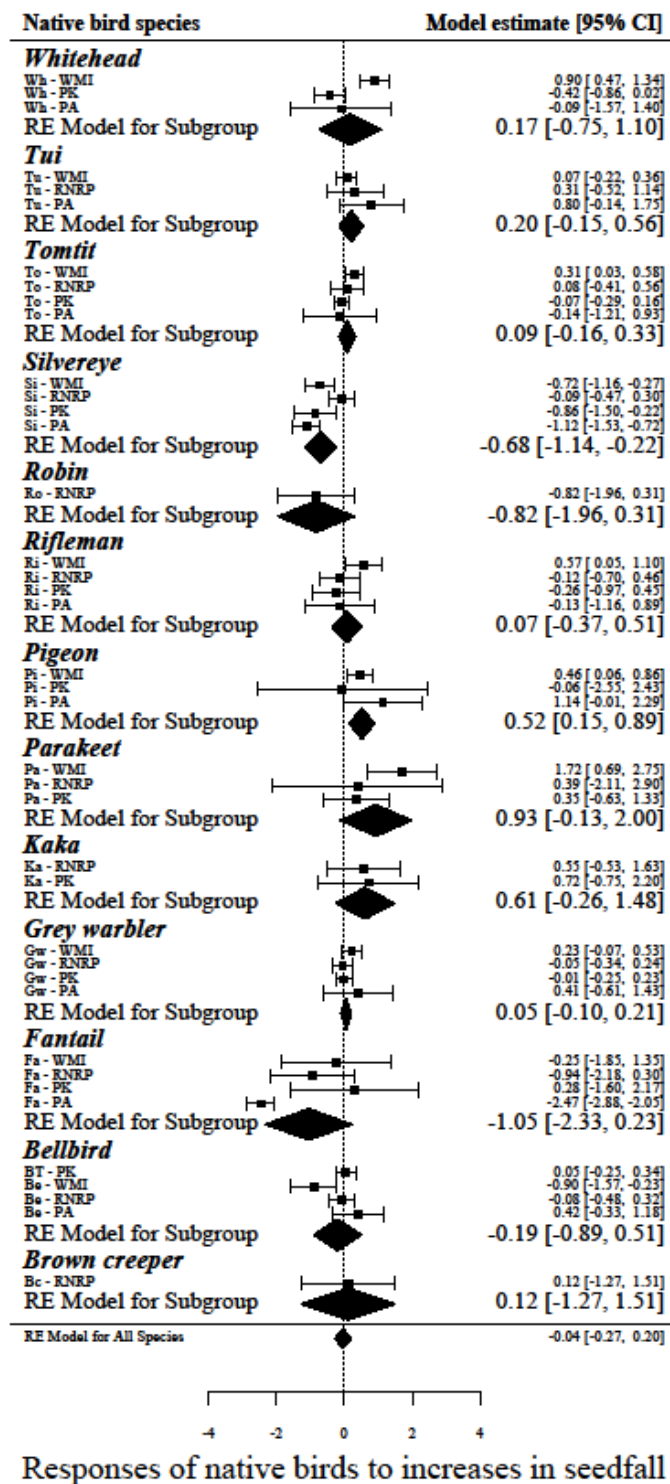 Native bird species Model estimate [95% CI]
Whitehead
Wh - WMI 0.90 [ 0.47, 1.34]
Wh - PK -0.42 [-0.86, 0.02]
Wh - PA -0.09 [-1.57, 1.40]
RE Model for Subgroup 0.17 [-0.75, 1.10]
Tui
Tu - WMI 0.07 [-0.22, 0.36]
Tu - RNRP 0.31 [-0.52, 1.14]
Tu - PA 0.80 [-0.14, 1.75]
RE Model for Subgroup 0.20 [-0.15, 0.56]
Tomtit
To - WMI 0.31 [ 0.03, 0.58]
To - RNRP 0.08 [-0.41, 0.56]
To - PK -0.07 [-0.29, 0.16]
To - PA -0.14 [-1.21, 0.93]
RE Model for Subgroup 0.09 [-0.16, 0.33]
Silvereye
Si - WMI -0.72 [-1.16, -0.27]
Si - RNRP -0.09 [-0.47, 0.30]
Si - PK -0.86 [-1.50, -0.22]
Si - PA -1.12 [-1.53, -0.72]
RE Model for Subgroup -0.68 [-1.14, -0.22]
Robin
Ro - RNRP -0.82 [-1.96, 0.31]
RE Model for Subgroup -0.82 [-1.96, 0.31]
Rifleman
Ri - WMI 0.57 [ 0.05, 1.10]
Ri - RNRP -0.12 [-0.70, 0.46]
Ri - PK -0.26 [-0.97, 0.45]
Ri - PA -0.13 [-1.16, 0.89]
RE Model for Subgroup 0.07 [-0.37, 0.51]
Pigeon
Pi - WMI 0.46 [ 0.06, 0.86]
Pi - PK -0.06 [-2.55, 2.43]
Pi - PA 1.14 [-0.01, 2.29]
RE Model for Subgroup 0.52 [0.15, 0.89]
Parakeet
Pa - WMI 1.72 [ 0.69, 2.75]
Pa - RNRP 0.39 [-2.11, 2.90]
Pa - PK 0.35 [-0.63, 1.33]
RE Model for Subgroup 0.93 [-0.13, 2.00]
Kaka
Ka - RNRP 0.55 [-0.53, 1.63]
Ka - PK 0.72 [-0.75, 2.20]
RE Model for Subgroup 0.61 [-0.26, 1.48]
Grey warbler
Gw - WMI 0.23 [-0.07, 0.53]
Gw - RNRP -0.05 [-0.34, 0.24]
Gw - PK -0.01 [-0.25, 0.23]
Gw - PA 0.41 [-0.61, 1.43]
RE Model for Subgroup 0.05 [-0.10, 0.21]
Fantail
Fa - WMI -0.25 [-1.85, 1.35]
Fa - RNRP -0.94 [-2.18, 0.30]
Fa - PK 0.28 [-1.60, 2.17]
Fa - PA -2.47 [-2.88, -2.05]
RE Model for Subgroup -1.05 [-2.33, 0.23]
Bellbird
BT - PK 0.05 [-0.25, 0.34]
Be - WMI -0.90 [-1.57, -0.23]
Be - RNRP -0.08 [-0.48, 0.32]
Be - PA 0.42 [-0.33, 1.18]
RE Model for Subgroup -0.19 [-0.89, 0.51]
Brown creeper
Bc - RNRP 0.12 [-1.27, 1.51]
RE Model for Subgroup 0.12 [-1.27, 1.51]
RE Model for All Species -0.04 [-0.27, 0.20]
-4 -2 0 2 4
Responses of native birds to increases in seedfall